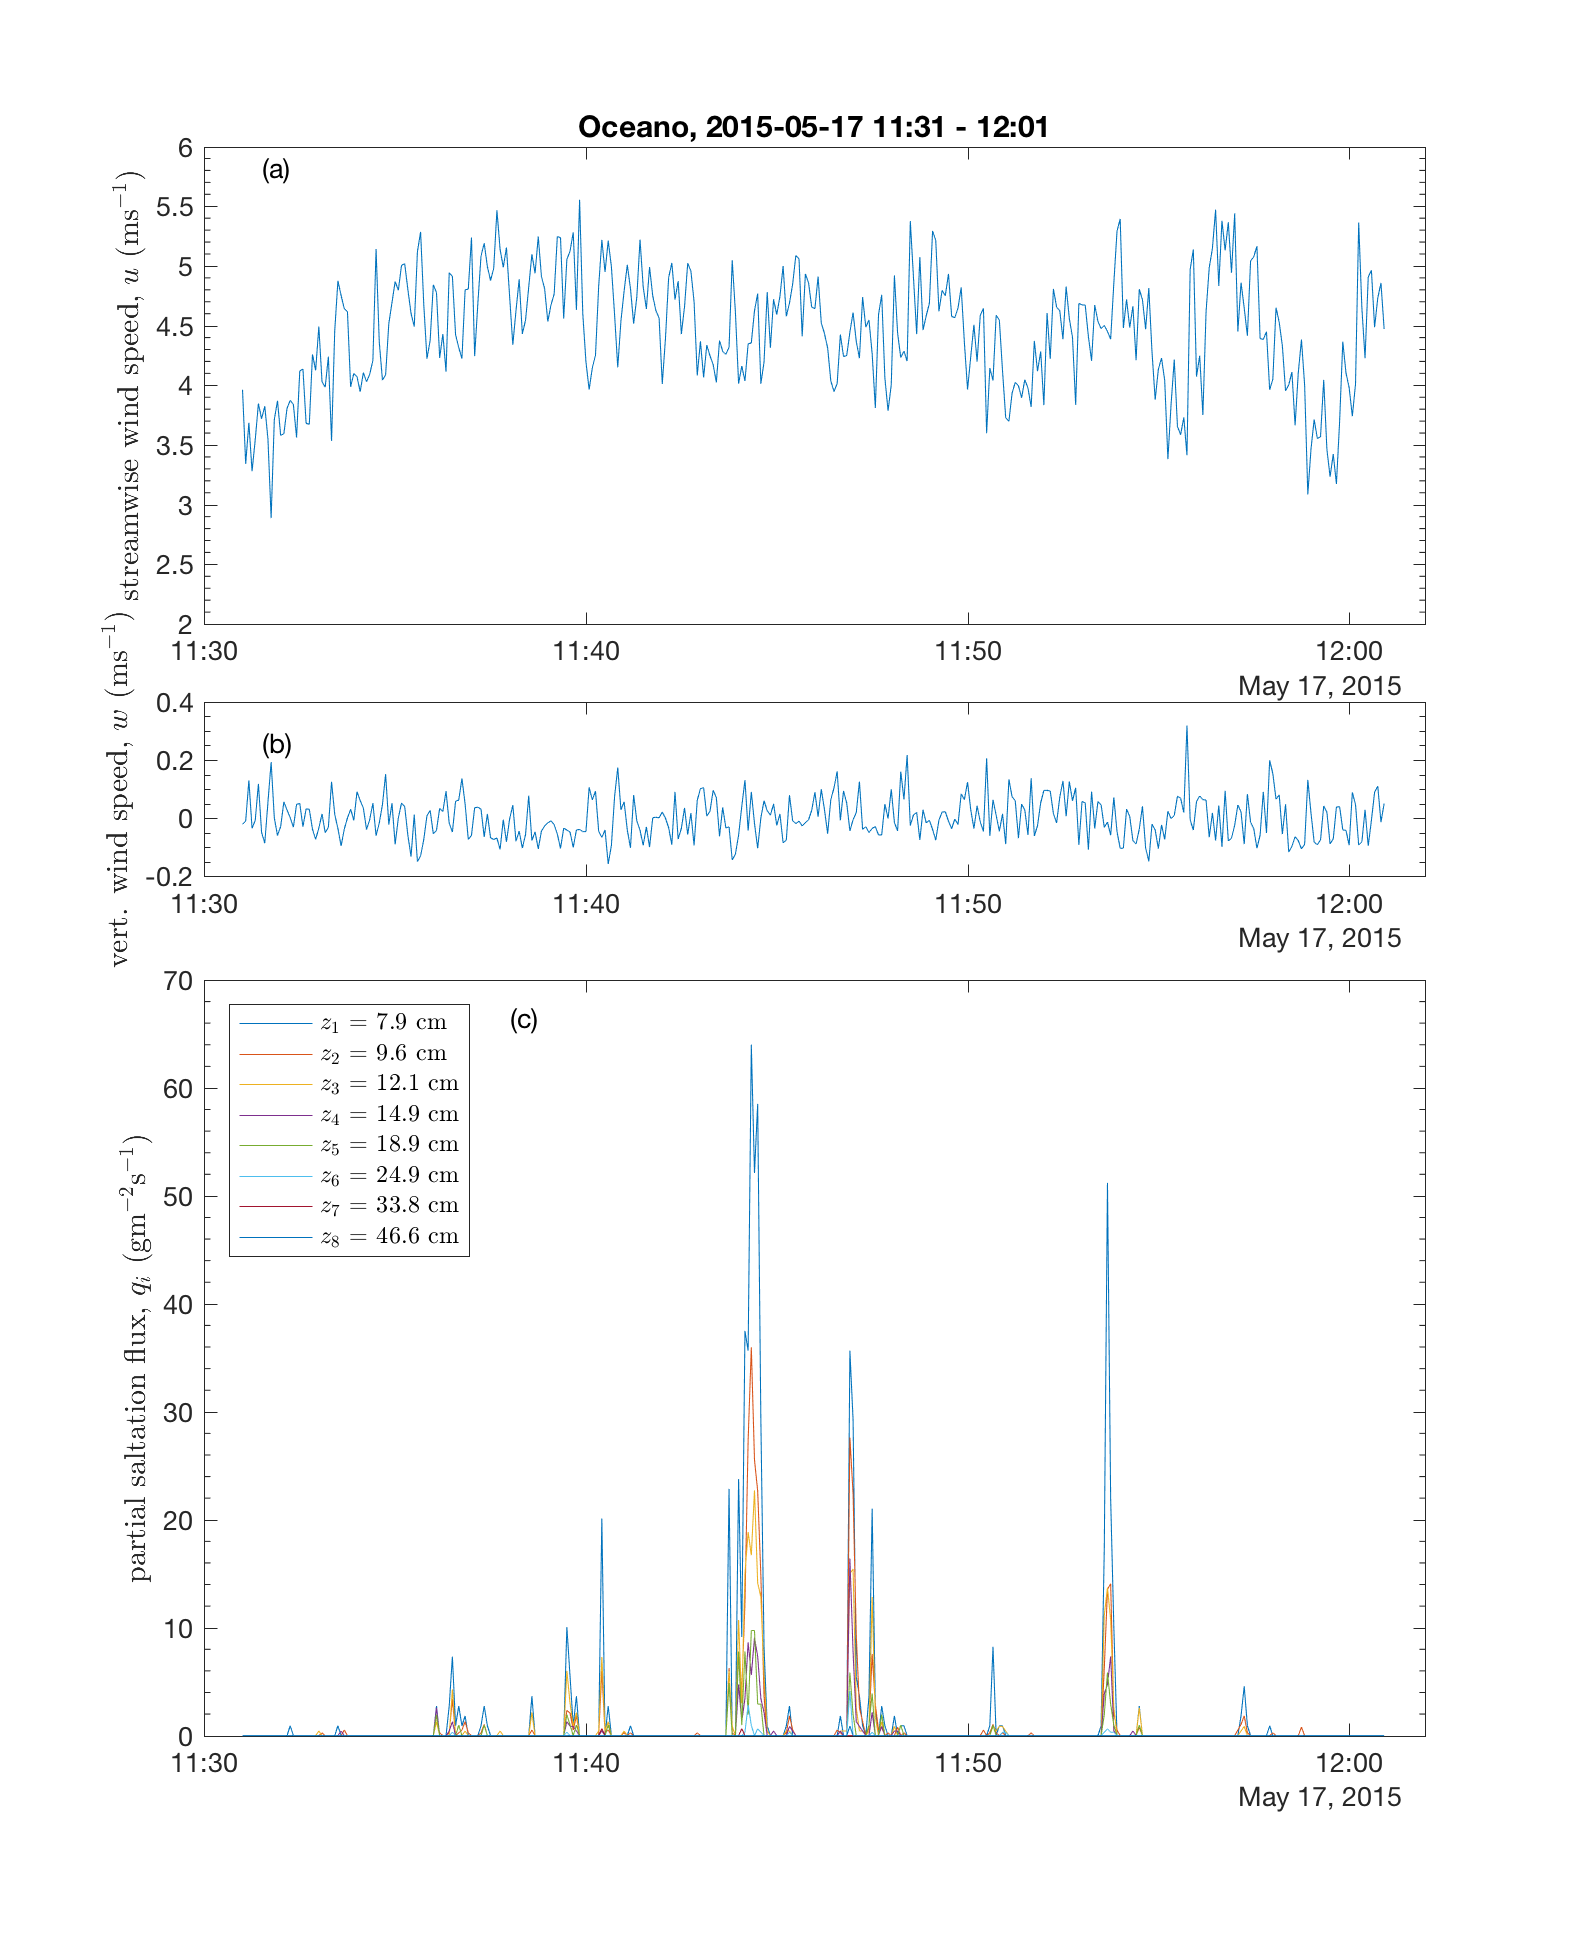 Oceano, 2015-05-17 11:31 - 12:01
(a)
streamwise wind speed, u (ms⁻¹)
6
5.5
5
4.5
4
3.5
3
2.5
2
11:30 11:40 11:50 12:00
May 17, 2015
(b)
vert. wind speed, w (ms⁻¹)
0.4
0.2
0
-0.2
11:30 11:40 11:50 12:00
May 17, 2015
(c)
partial saltation flux, qᵢ (gm⁻²s⁻¹)
70
60
50
40
30
20
10
0
z₁ = 7.9 cm
z₂ = 9.6 cm
z₃ = 12.1 cm
z₄ = 14.9 cm
z₅ = 18.9 cm
z₆ = 24.9 cm
z₇ = 33.8 cm
z₈ = 46.6 cm
11:30 11:40 11:50 12:00
May 17, 2015